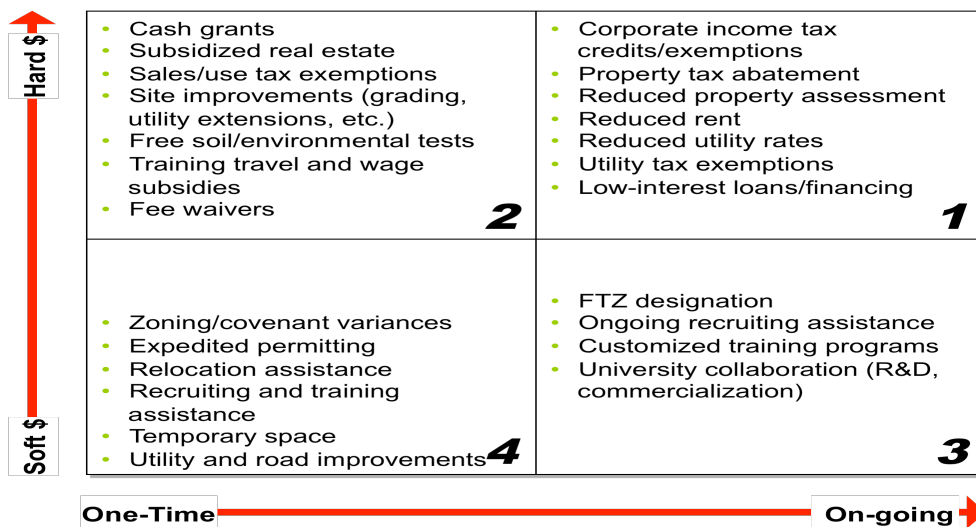 Hard $
• Cash grants
• Subsidized real estate
• Sales/use tax exemptions
• Site improvements (grading,
utility extensions, etc.)
• Free soil/environmental tests
• Training travel and wage
subsidies
• Fee waivers
2
• Corporate income tax
credits/exemptions
• Property tax abatement
• Reduced property assessment
• Reduced rent
• Reduced utility rates
• Utility tax exemptions
• Low-interest loans/financing
1
Soft $
• Zoning/covenant variances
• Expedited permitting
• Relocation assistance
• Recruiting and training
assistance
• Temporary space
• Utility and road improvements
4
• FTZ designation
• Ongoing recruiting assistance
• Customized training programs
• University collaboration (R&D,
commercialization)
3
One-Time
On-going